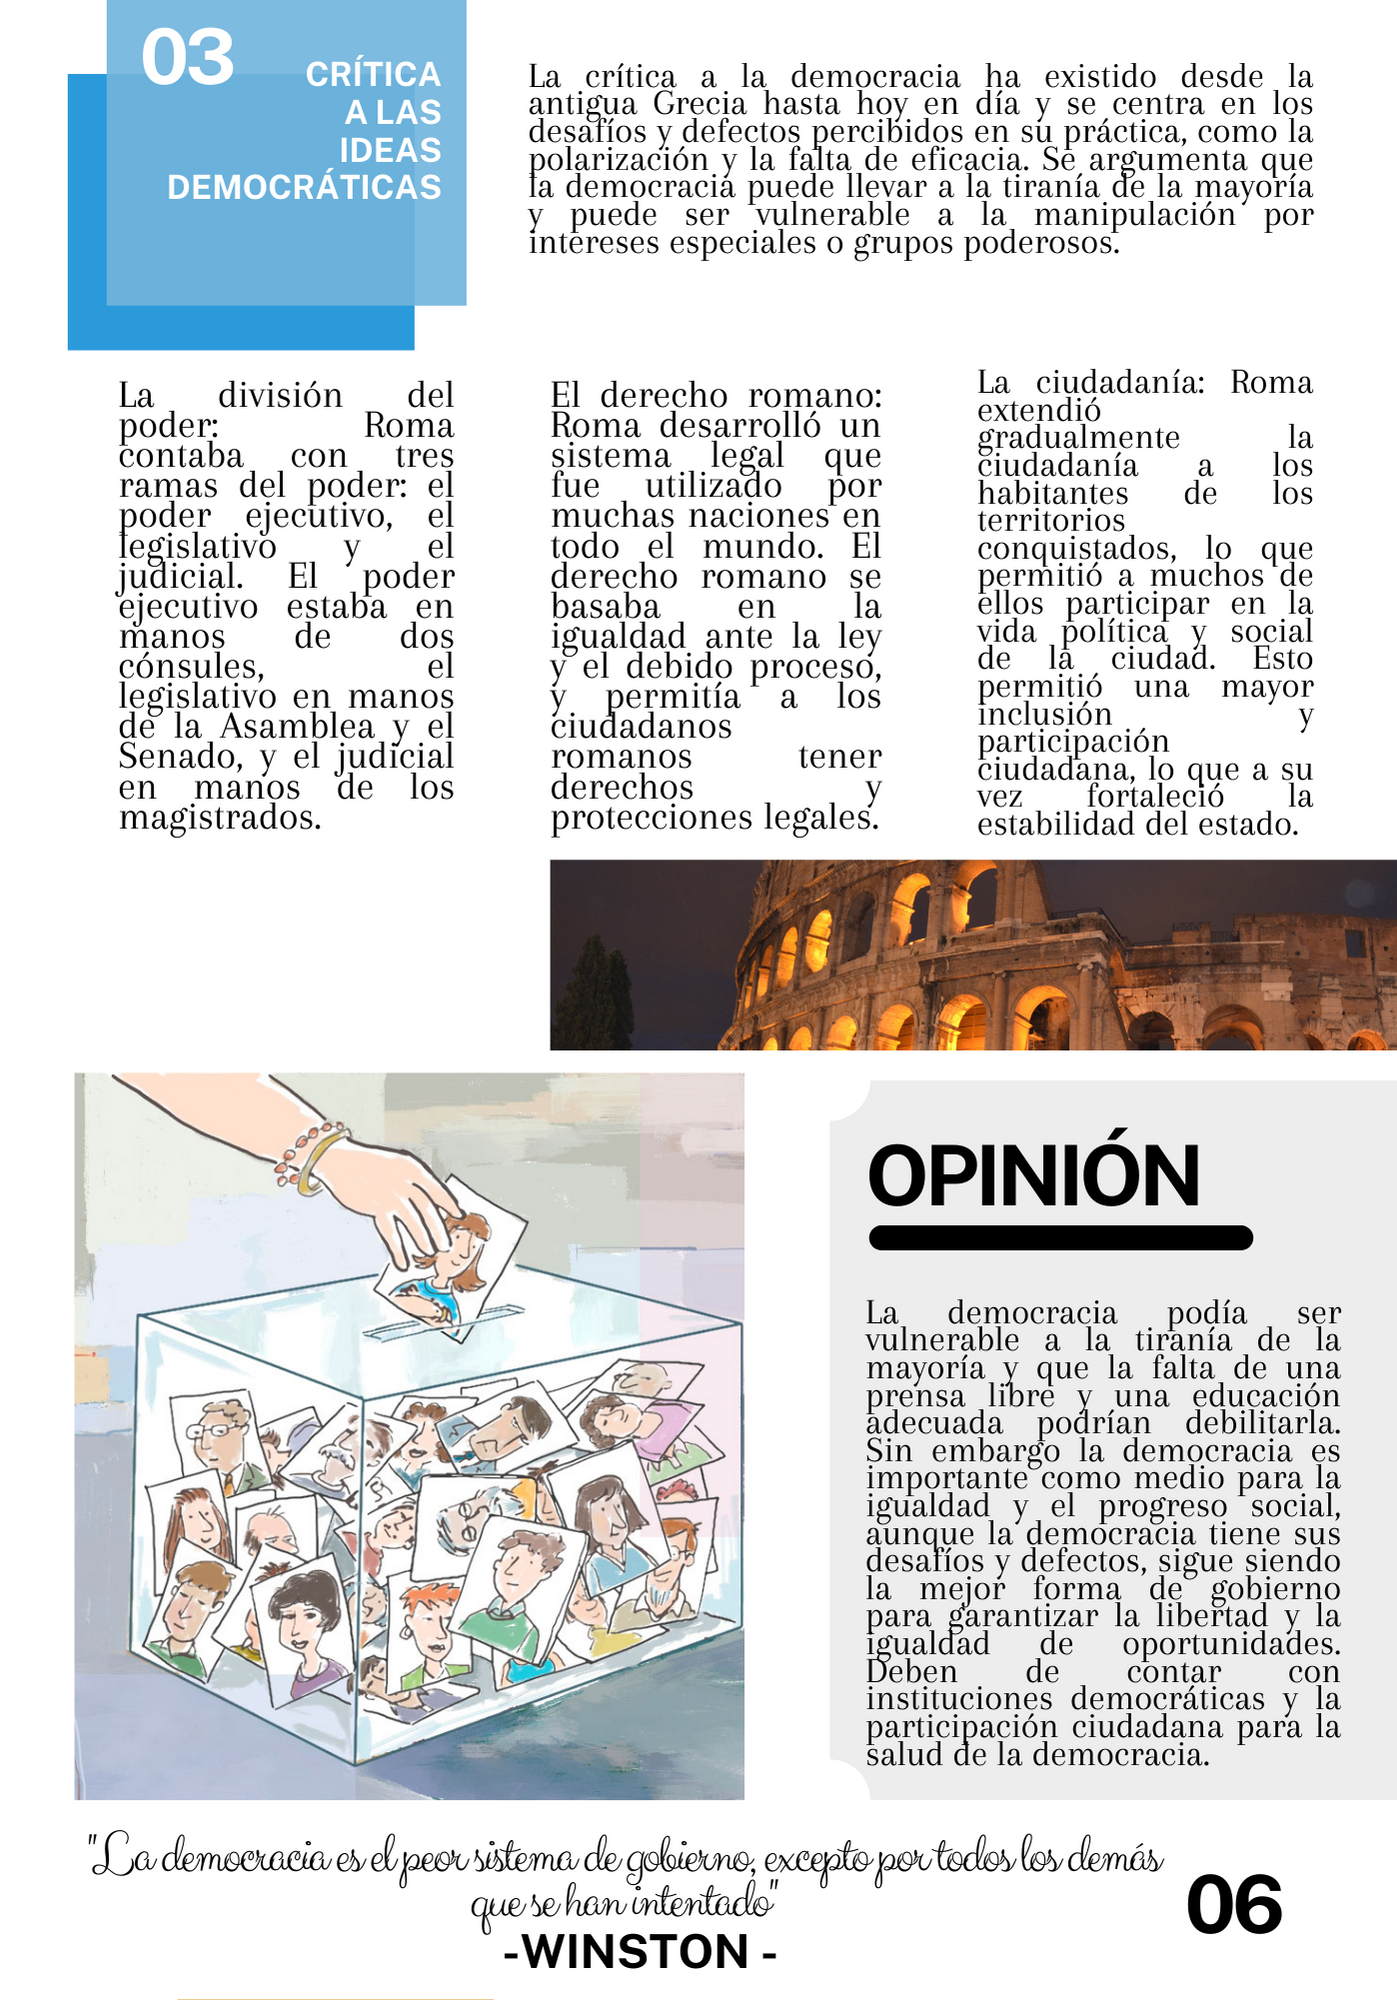 03
CRÍTICA
A LAS
IDEAS
DEMOCRÁTICAS
La crítica a la democracia ha existido desde la
antigua Grecia hasta hoy en día y se centra en los
desafíos y defectos percibidos en su práctica, como la
polarización y la falta de eficacia. Se argumenta que
la democracia puede llevar a la tiranía de la mayoría
y puede ser vulnerable a la manipulación por
intereses especiales o grupos poderosos.
La división del
poder: Roma
contaba con tres
ramas del poder: el
poder ejecutivo, el
legislativo y el
judicial. El poder
ejecutivo estaba en
manos de dos
cónsules, el
legislativo en manos
de la Asamblea y el
Senado, y el judicial
en manos de los
magistrados.
El derecho romano:
Roma desarrolló un
sistema legal que
fue utilizado por
muchas naciones en
todo el mundo. El
derecho romano se
basaba en la
igualdad ante la ley
y el debido proceso,
y permitía a los
ciudadanos
romanos tener
derechos y
protecciones legales.
La ciudadanía: Roma
extendió
gradualmente la
ciudadanía a los
habitantes de los
territorios
conquistados, lo que
permitió a muchos de
ellos participar en la
vida política y social
de la ciudad. Esto
permitió una mayor
inclusión y
participación
ciudadana, lo que a su
vez fortaleció la
estabilidad del estado.
OPINIÓN
La democracia podía ser
vulnerable a la tiranía de la
mayoría y que la falta de una
prensa libre y una educación
adecuada podrían debilitarla.
Sin embargo la democracia es
importante como medio para la
igualdad y el progreso social,
aunque la democracia tiene sus
desafíos y defectos, sigue siendo
la mejor forma de gobierno
para garantizar la libertad y la
igualdad de oportunidades.
Deben de contar con
instituciones democráticas y la
participación ciudadana para la
salud de la democracia.
"La democracia es el peor sistema de gobierno, excepto por todos los demás
que se han intentado"
-WINSTON -
06